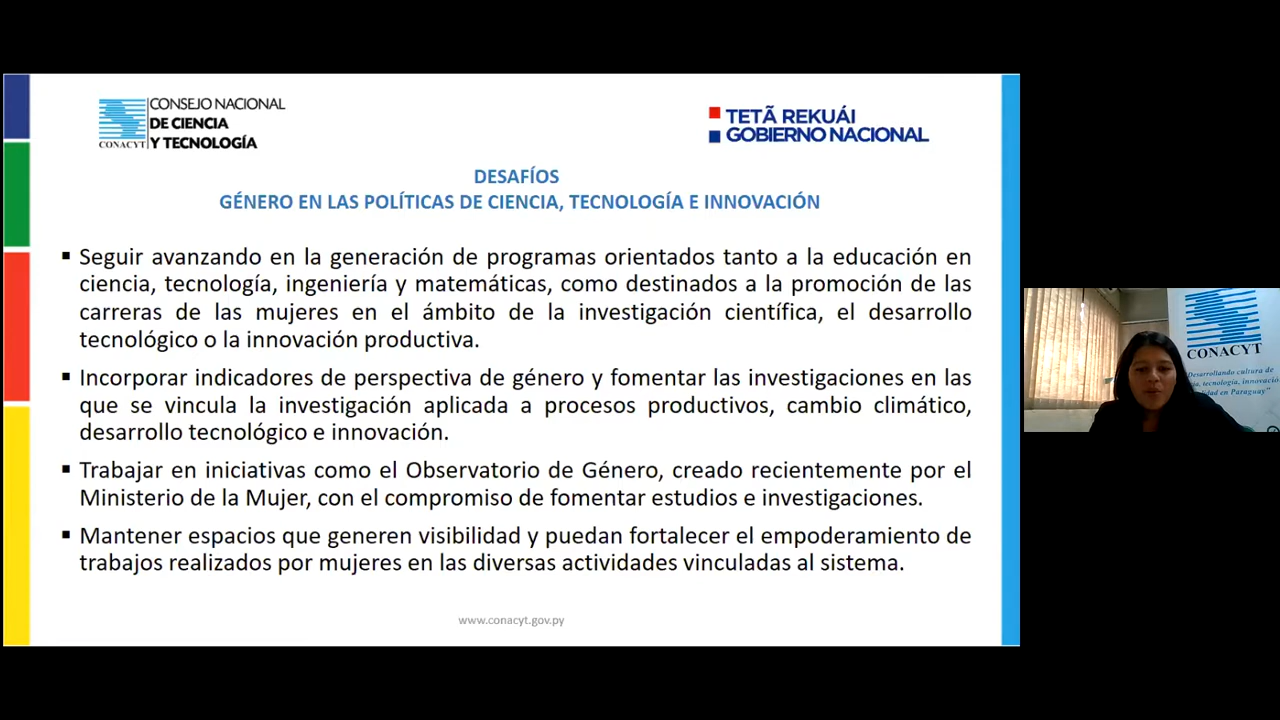 CONSEJO NACIONAL
DE CIENCIA
Y TECNOLOGÍA
CONACYT
TETÃ REKUÁI
GOBIERNO NACIONAL
DESAFÍOS
GÉNERO EN LAS POLÍTICAS DE CIENCIA, TECNOLOGÍA E INNOVACIÓN
▪ Seguir avanzando en la generación de programas orientados tanto a la educación en
ciencia, tecnología, ingeniería y matemáticas, como destinados a la promoción de las
carreras de las mujeres en el ámbito de la investigación científica, el desarrollo
tecnológico o la innovación productiva.
▪ Incorporar indicadores de perspectiva de género y fomentar las investigaciones en las
que se vincula la investigación aplicada a procesos productivos, cambio climático,
desarrollo tecnológico e innovación.
▪ Trabajar en iniciativas como el Observatorio de Género, creado recientemente por el
Ministerio de la Mujer, con el compromiso de fomentar estudios e investigaciones.
▪ Mantener espacios que generen visibilidad y puedan fortalecer el empoderamiento de
trabajos realizados por mujeres en las diversas actividades vinculadas al sistema.
www.conacyt.gov.py
CONACYT
Desarrollando cultura de
tecnología, innovació
en Paraguay"